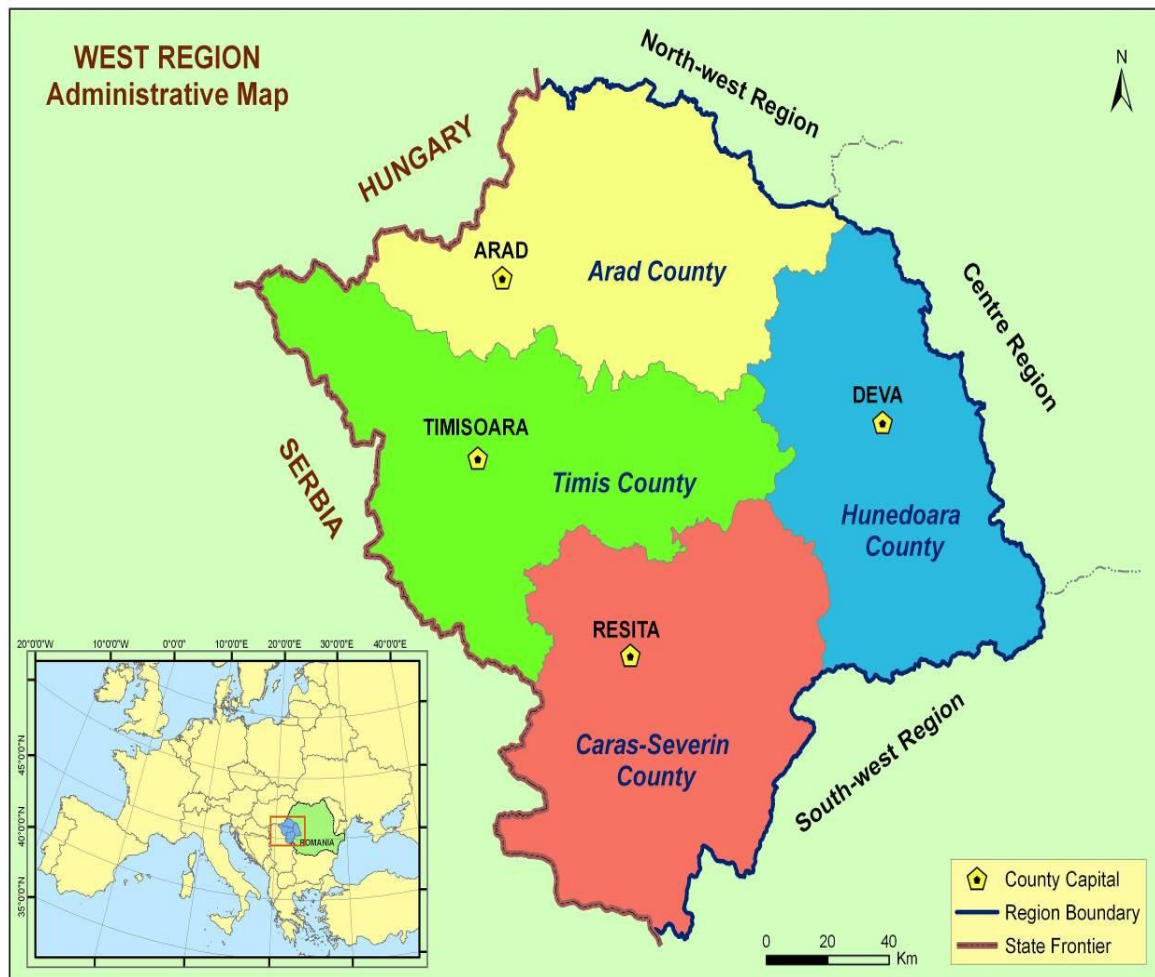 WEST REGION
Administrative Map
North-west Region
N
HUNGARY
ARAD
Arad County
Centre Region
DEVA
TIMISOARA
SERBIA
Timis County
Hunedoara
County
RESITA
Caras-Severin
County
South-west Region
20°0'0"W
10°0'0"W
0°0'0"
10°0'0"E
20°0'0"E
30°0'0"E
40°0'0"E
45°0'0"N
40°0'0"N
35°0'0"N
ROMANIA
County Capital
Region Boundary
State Frontier
0 20 40
Km